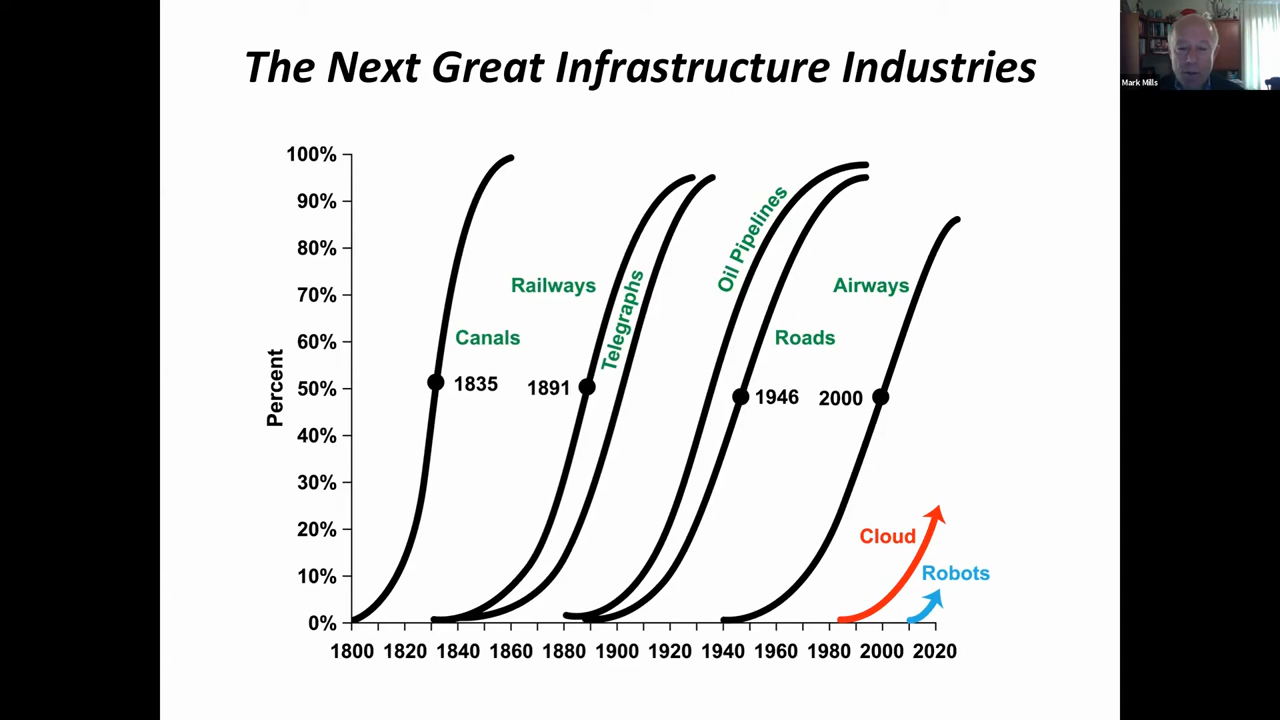 The Next Great Infrastructure Industries
Mark Mills
100%
90%
80%
70%
60%
50%
40%
30%
20%
10%
0%
Percent
Canals
1835
Railways
1891
Telegraphs
Oil Pipelines
Roads
1946
Airways
2000
Cloud
Robots
1800 1820 1840 1860 1880 1900 1920 1940 1960 1980 2000 2020